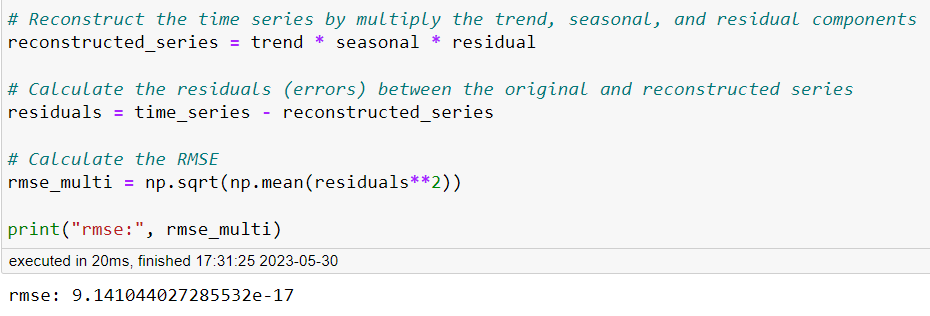 # Reconstruct the time series by multiply the trend, seasonal, and residual components
reconstructed_series = trend * seasonal * residual
# Calculate the residuals (errors) between the original and reconstructed series
residuals = time_series - reconstructed_series
# Calculate the RMSE
rmse_multi = np.sqrt(np.mean(residuals**2))
print("rmse:", rmse_multi)
executed in 20ms, finished 17:31:25 2023-05-30
rmse: 9.141044027285532e-17